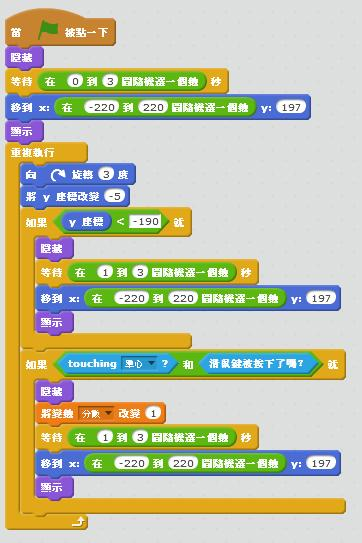 當 被點一下
隱藏
等待 在 0 到 3 間隨機選一個數 秒
移到 x: 在 -220 到 220 間隨機選一個數 y: 197
顯示
重複執行
向 旋轉 3 度
將 y 座標改變 -5
如果 y 座標 < -190 就
隱藏
等待 在 1 到 3 間隨機選一個數 秒
移到 x: 在 -220 到 220 間隨機選一個數 y: 197
顯示
如果 touching 準心 ? 和 滑鼠鍵被按下了嗎? 就
隱藏
將變數 分數 改變 1
等待 在 1 到 3 間隨機選一個數 秒
移到 x: 在 -220 到 220 間隨機選一個數 y: 197
顯示